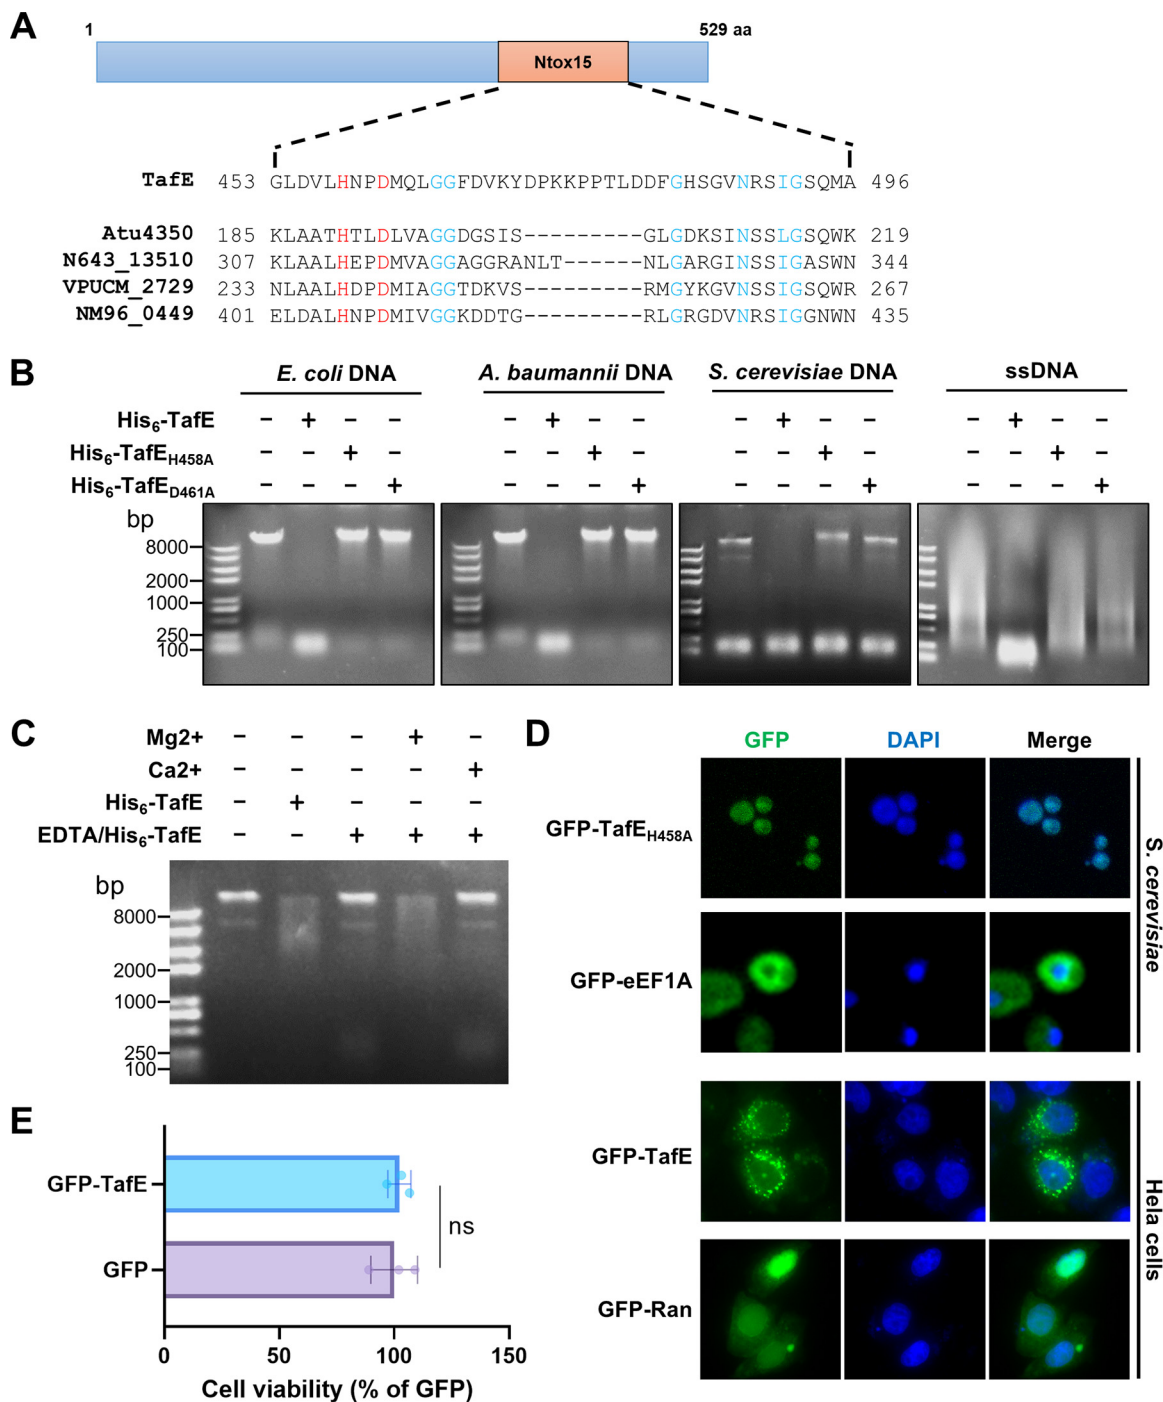 A
1 529 aa
Ntox15
TafE 453 GLDVLHNPDMQLGGFDVKYDPKKPPTLDDFGHSGVNRSIGSQMA 496
Atu4350 185 KLAATHTLDLVAGGDGSIS---------GLGDKSINSSLGSQWK 219
N643_13510 307 KLAALHEPDMVAGGAGGRANLT------NLGARGINSSIGASWN 344
VPUCM_2729 233 NLAALHDPDMIAGGTDKVS---------RMGYKGVNSSIGSQWR 267
NM96_0449 401 ELDALHNPDMIVGGKDDTG---------RLGRGDVNRSSIGGNWN 435
B
E. coli DNA A. baumannii DNA S. cerevisiae DNA ssDNA
His6-TafE − + − − − + − − − + − − − + − −
His6-TafEH458A − − + − − − + − − − + − − − + −
His6-TafED461A − − − + − − − + − − − + − − − +
bp
8000
2000
1000
250
100
C
Mg2+ − − − + −
Ca2+ − − − − +
His6-TafE − + − − −
EDTA/His6-TafE − − + + +
bp
8000
2000
1000
250
100
D
GFP DAPI Merge
GFP-TafEH458A
GFP-eEF1A
S. cerevisiae
GFP-TafE
GFP-Ran
Hela cells
E
GFP-TafE
GFP
ns
0 50 100 150
Cell viability (% of GFP)